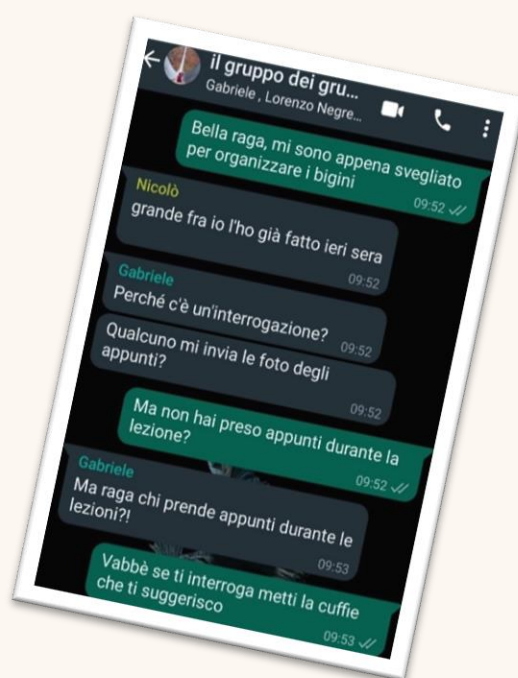 il gruppo dei gru...
Gabriele , Lorenzo Negre...
Bella raga, mi sono appena svegliato
per organizzare i bigini
09:52
Nicolò
grande fra io l'ho già fatto ieri sera
09:52
Gabriele
Perché c'è un'interrogazione?
09:52
Qualcuno mi invia le foto degli
appunti?
09:52
Ma non hai preso appunti durante la
lezione?
09:52
Gabriele
Ma raga chi prende appunti durante le
lezioni?!
09:53
Vabbè se ti interroga metti la cuffie
che ti suggerisco
09:53